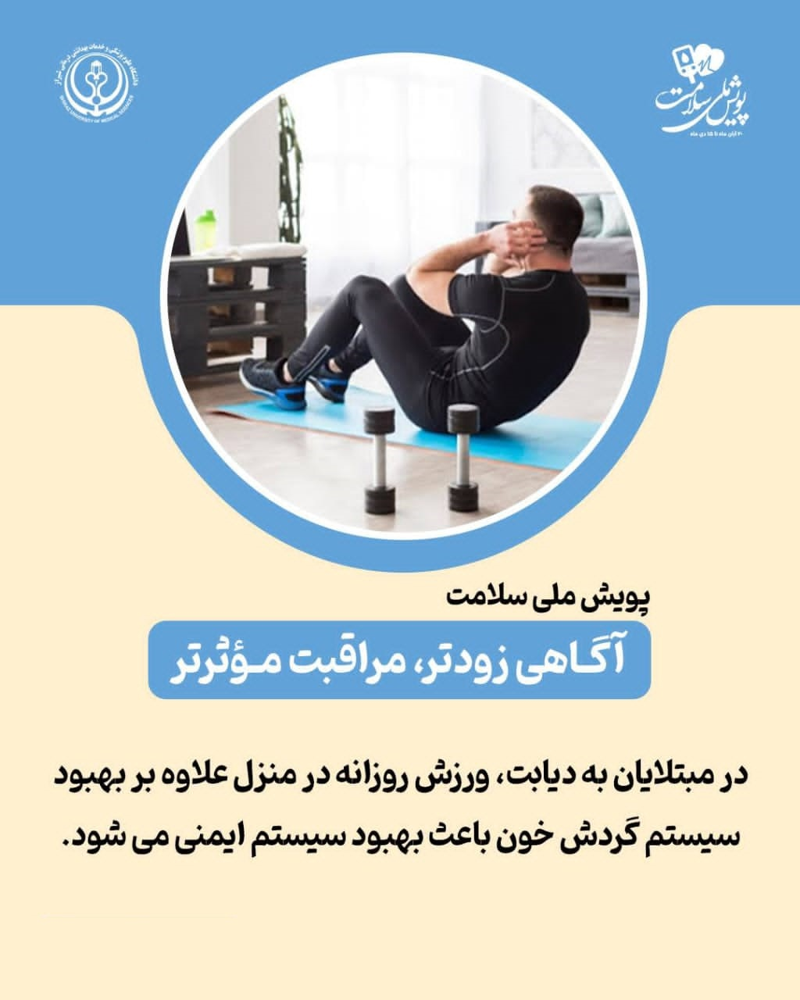 دانشگاه علوم پزشکی و خدمات بهداشتی درمانی شیراز
SHIRAZ UNIVERSITY OF MEDICAL SCIENCES
پویش ملی سلامت
۲۰ آبان ماه تا ۱۵ دی ماه
پویش ملی سلامت
آگاهی زودتر، مراقبت مؤثرتر
در مبتلایان به دیابت، ورزش روزانه در منزل علاوه بر بهبود
سیستم گردش خون باعث بهبود سیستم ایمنی می شود.